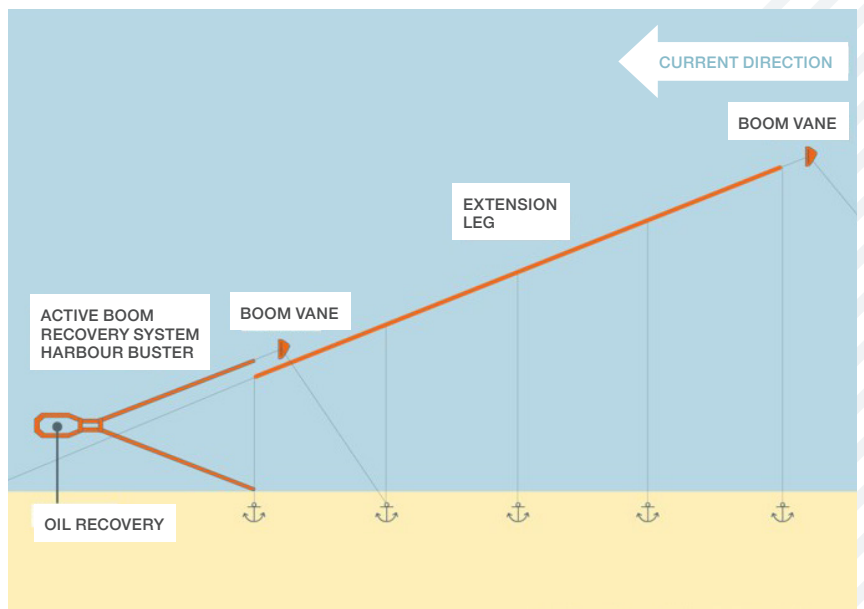 CURRENT DIRECTION
BOOM VANE
EXTENSION
LEG
ACTIVE BOOM
RECOVERY SYSTEM
HARBOUR BUSTER
BOOM VANE
OIL RECOVERY